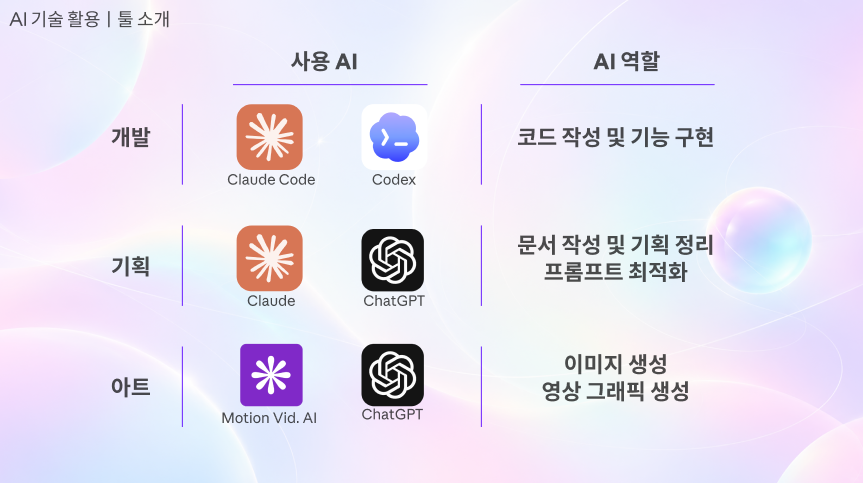 AI 기술 활용 | 툴 소개
사용 AI
AI 역할
개발
Claude Code
Codex
코드 작성 및 기능 구현
기획
Claude
ChatGPT
문서 작성 및 기획 정리
프롬프트 최적화
아트
Motion Vid. AI
ChatGPT
이미지 생성
영상 그래픽 생성